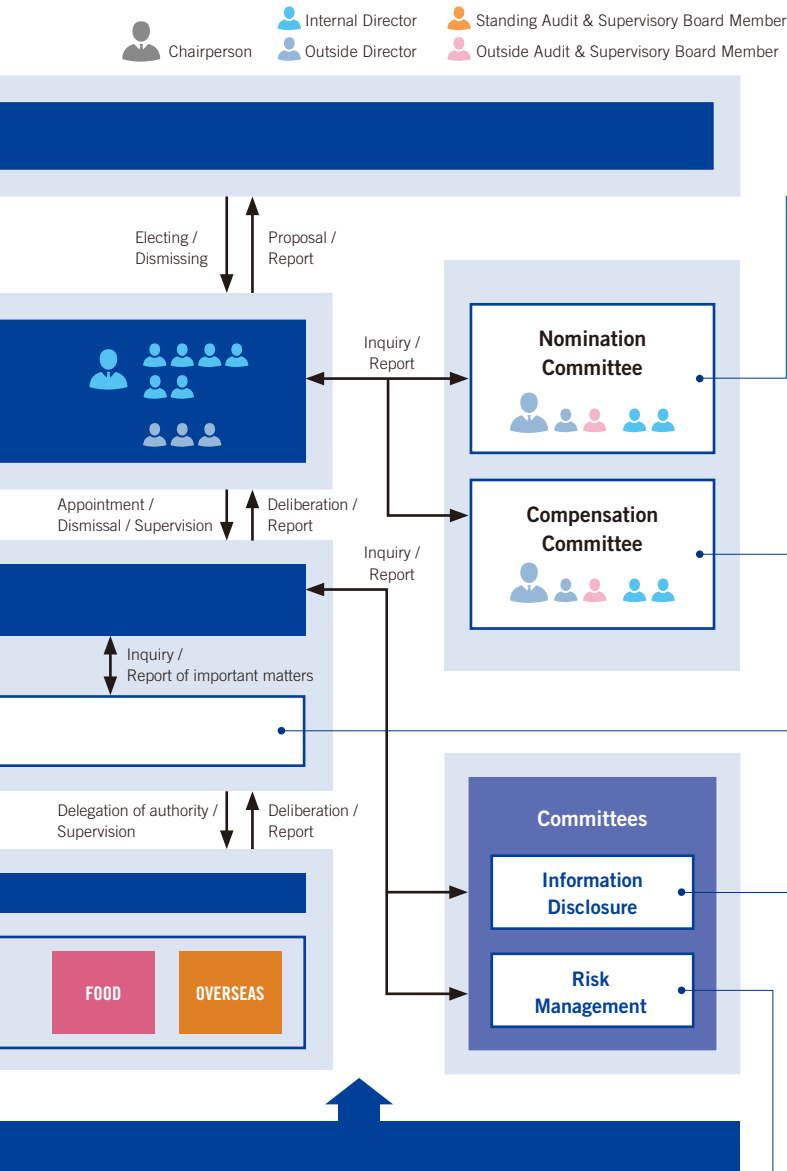 Internal Director
Standing Audit & Supervisory Board Member
Chairperson
Outside Director
Outside Audit & Supervisory Board Member
Electing /
Dismissing
Proposal /
Report
Inquiry /
Report
Nomination
Committee
Appointment /
Dismissal / Supervision
Deliberation /
Report
Compensation
Committee
Inquiry /
Report
Inquiry /
Report of important matters
Delegation of authority /
Supervision
Deliberation /
Report
Committees
Information
Disclosure
FOOD
OVERSEAS
Risk
Management